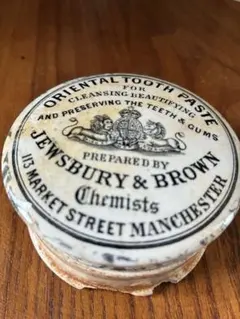 ORIENTAL TOOTH PASTE
FOR
CLEANSING BEAUTIFYING
AND PRESERVING THE TEETH & GUMS
PREPARED BY
JEWSBURY & BROWN
Chemists
113 MARKET STREET MANCHESTER